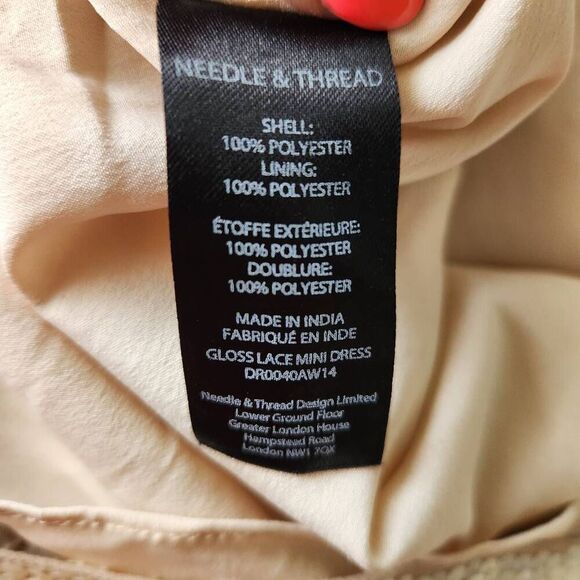 NEEDLE & THREAD
SHELL:
100% POLYESTER
LINING:
100% POLYESTER
ÉTOFFE EXTÉRIEURE:
100% POLYESTER
DOUBLURE:
100% POLYESTER
MADE IN INDIA
FABRIQUÉ EN INDE
GLOSS LACE MINI DRESS
DR0040AW14
Needle & Thread Design Limited
Lower Ground Floor
Greater London House
Hampstead Road
London NW1 7QX